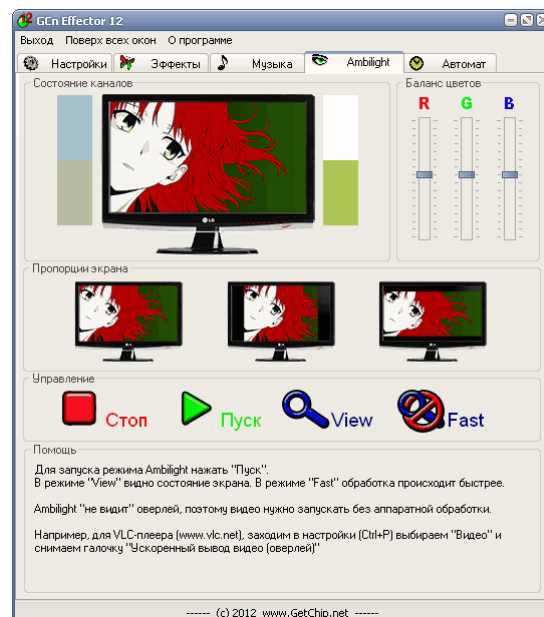 GCn Effector 12
Выход Поверх всех окон О программе
Настройки Эффекты Музыка Ambilight Автомат
Состояние каналов
Баланс цветов
R G B
LG
Пропорции экрана
Управление
Стоп Пуск View Fast
Помощь
Для запуска режима Ambilight нажать "Пуск".
В режиме "View" видно состояние экрана. В режиме "Fast" обработка происходит быстрее.
Ambilight "не видит" оверлей, поэтому видео нужно запускать без аппаратной обработки.
Например, для VLC-плеера (www.vlc.net), заходим в настройки (Ctrl+P) выбираем "Видео" и
снимаем галочку "Ускоренный вывод видео (оверлей)"
------ (c) 2012 www.GetChip.net ------